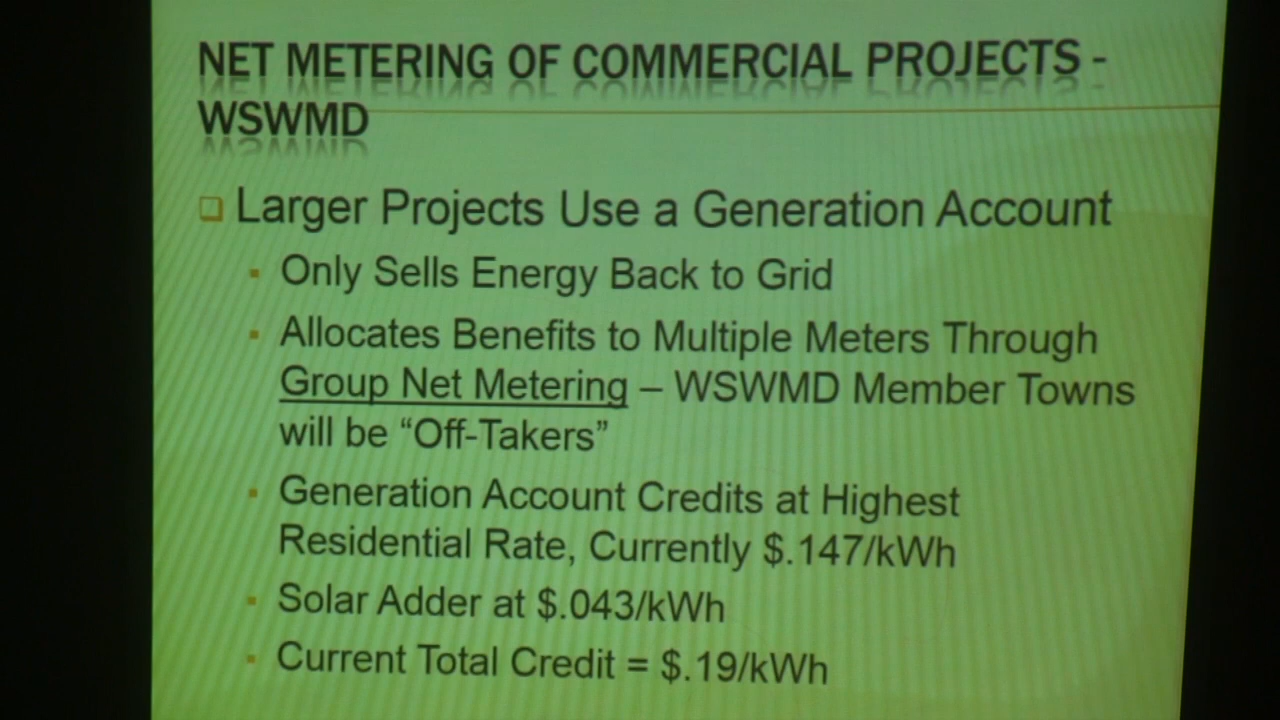 NET METERING OF COMMERCIAL PROJECTS -
WSWMD
Larger Projects Use a Generation Account
Only Sells Energy Back to Grid
Allocates Benefits to Multiple Meters Through
Group Net Metering – WSWMD Member Towns
will be “Off-Takers”
Generation Account Credits at Highest
Residential Rate, Currently $.147/kWh
Solar Adder at $.043/kWh
Current Total Credit = $.19/kWh